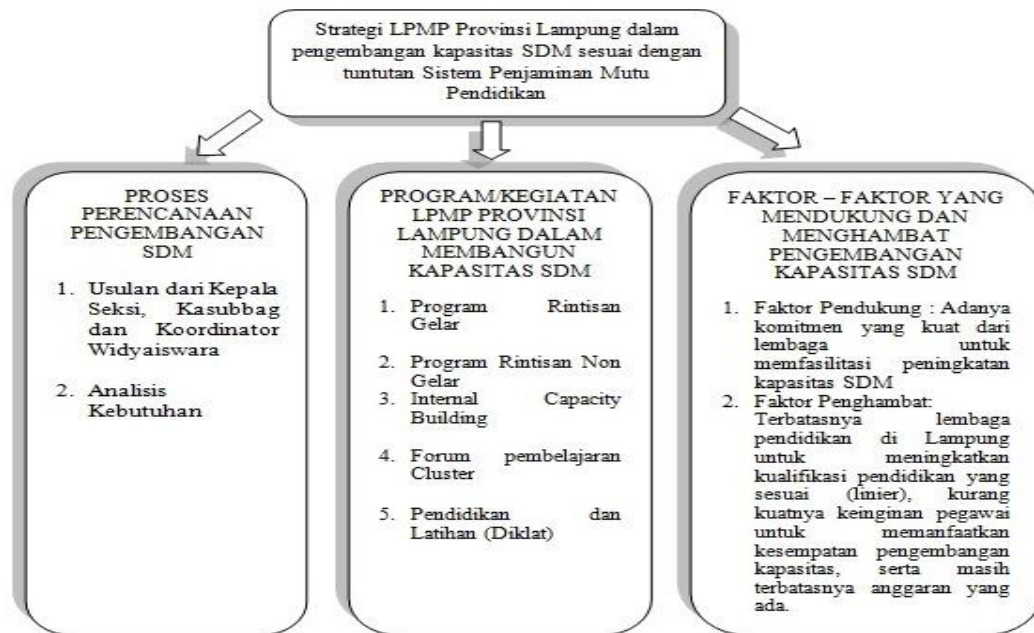 Strategi LPMP Provinsi Lampung dalam
pengembangan kapasitas SDM sesuai dengan
tuntutan Sistem Penjaminan Mutu
Pendidikan
PROSES
PERENCANAAN
PENGEMBANGAN
SDM
1. Usulan dari Kepala
Seksi, Kasubbag
dan Koordinator
Widyaiswara
2. Analisis
Kebutuhan
PROGRAM/KEGIATAN
LPMP PROVINSI
LAMPUNG DALAM
MEMBANGUN
KAPASITAS SDM
1. Program Rintisan
Gelar
2. Program Rintisan Non
Gelar
3. Internal Capacity
Building
4. Forum pembelajaran
Cluster
5. Pendidikan dan
Latihan (Diklat)
FAKTOR – FAKTOR YANG
MENDUKUNG DAN
MENGHAMBAT
PENGEMBANGAN
KAPASITAS SDM
1. Faktor Pendukung : Adanya
komitmen yang kuat dari
lembaga untuk
memfasilitasi peningkatan
kapasitas SDM
2. Faktor Penghambat:
Terbatasnya lembaga
pendidikan di Lampung
untuk meningkatkan
kualifikasi pendidikan yang
sesuai (linier), kurang
kuatnya keinginan pegawai
untuk memanfaatkan
kesempatan pengembangan
kapasitas, serta masih
terbatasnya anggaran yang
ada.